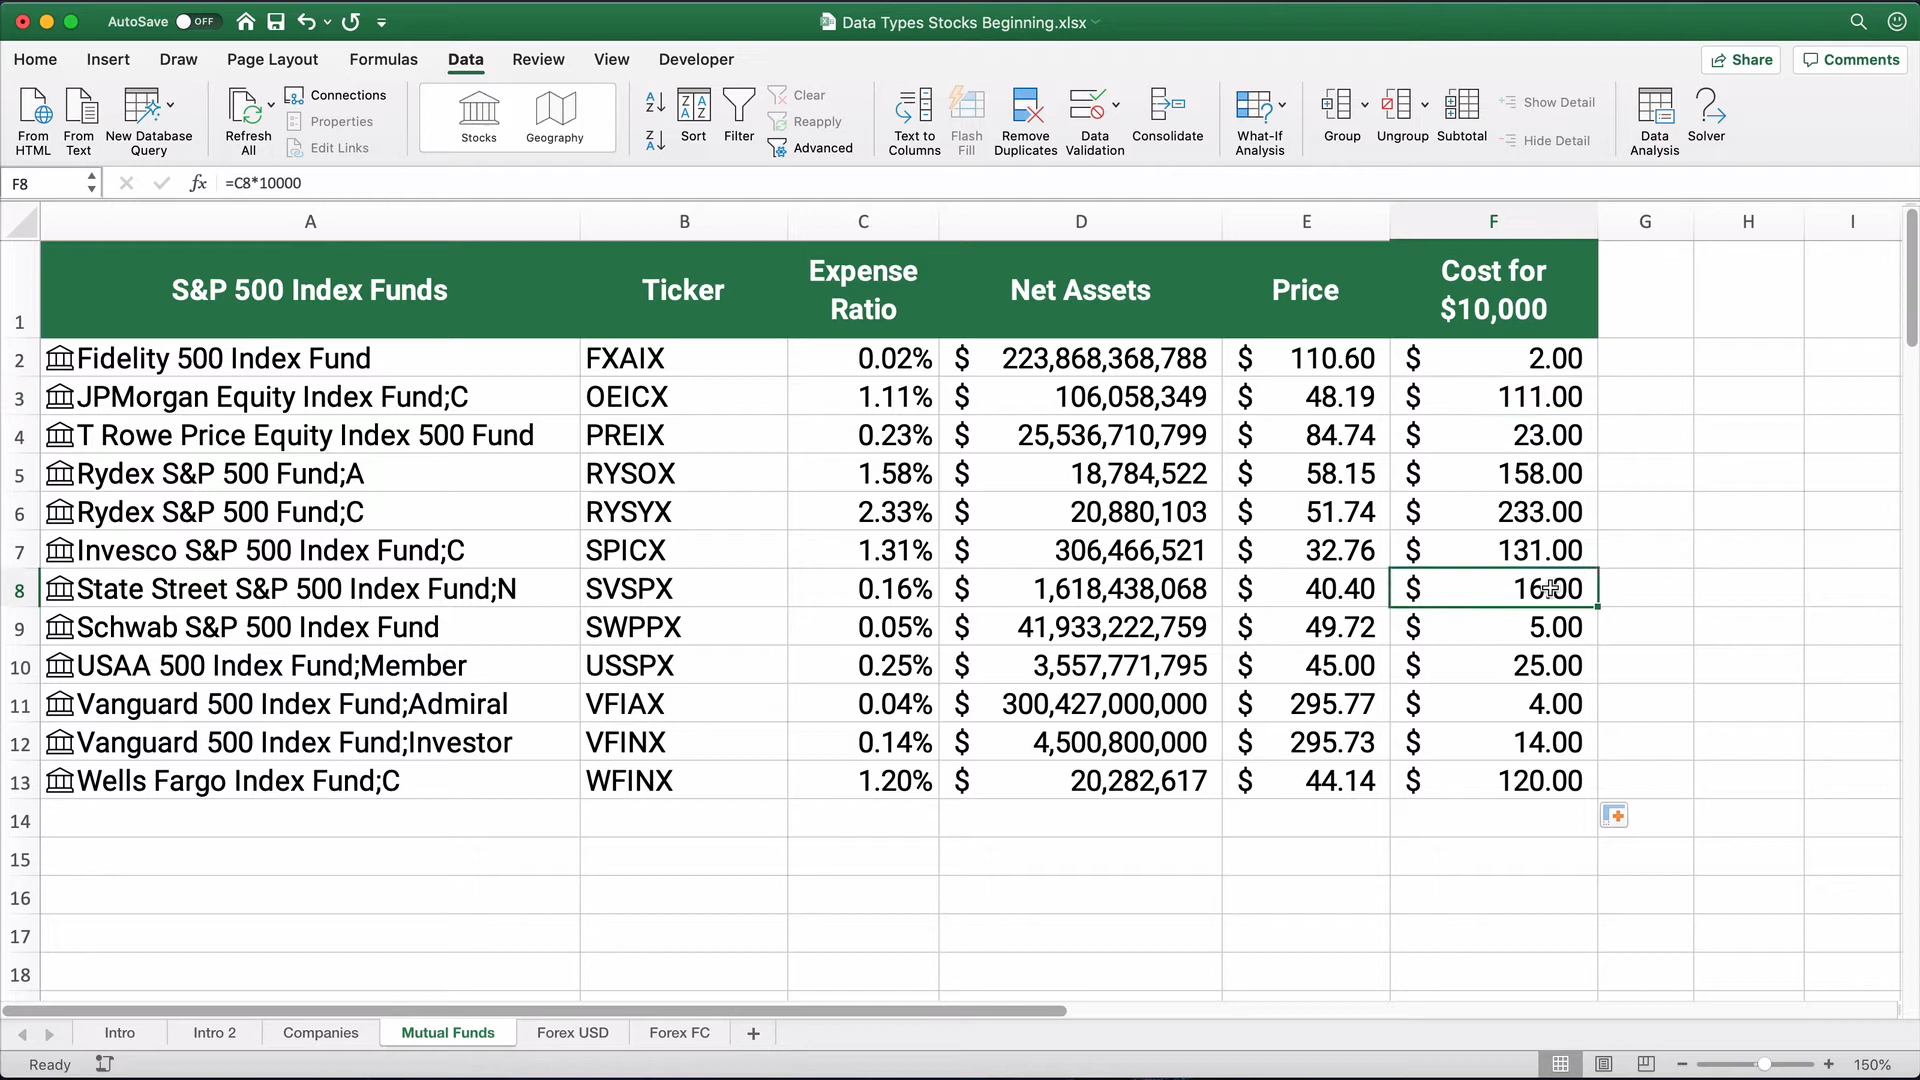 AutoSave OFF
Data Types Stocks Beginning.xlsx
Home Insert Draw Page Layout Formulas Data Review View Developer Share Comments
From HTML
From Text
New Database Query
Refresh All
Connections
Properties
Edit Links
Stocks
Geography
Sort
Filter
Clear
Reapply
Advanced
Text to Columns
Flash Fill
Remove Duplicates
Data Validation
Consolidate
What-If Analysis
Group
Ungroup
Subtotal
Show Detail
Hide Detail
Data Analysis
Solver
F8 fx =C8*10000
A B C D E F G H I
1 S&P 500 Index Funds Ticker Expense Ratio Net Assets Price Cost for $10,000
2 Fidelity 500 Index Fund FXAIX 0.02% $ 223,868,368,788 $ 110.60 $ 2.00
3 JPMorgan Equity Index Fund;C OEICX 1.11% $ 106,058,349 $ 48.19 $ 111.00
4 T Rowe Price Equity Index 500 Fund PREIX 0.23% $ 25,536,710,799 $ 84.74 $ 23.00
5 Rydex S&P 500 Fund;A RYSOX 1.58% $ 18,784,522 $ 58.15 $ 158.00
6 Rydex S&P 500 Fund;C RYSYX 2.33% $ 20,880,103 $ 51.74 $ 233.00
7 Invesco S&P 500 Index Fund;C SPICX 1.31% $ 306,466,521 $ 32.76 $ 131.00
8 State Street S&P 500 Index Fund;N SVSPX 0.16% $ 1,618,438,068 $ 40.40 $ 16.00
9 Schwab S&P 500 Index Fund SWPPX 0.05% $ 41,933,222,759 $ 49.72 $ 5.00
10 USAA 500 Index Fund;Member USSPX 0.25% $ 3,557,771,795 $ 45.00 $ 25.00
11 Vanguard 500 Index Fund;Admiral VFIAX 0.04% $ 300,427,000,000 $ 295.77 $ 4.00
12 Vanguard 500 Index Fund;Investor VFINX 0.14% $ 4,500,800,000 $ 295.73 $ 14.00
13 Wells Fargo Index Fund;C WFINX 1.20% $ 20,282,617 $ 44.14 $ 120.00
14
15
16
17
18
Intro Intro 2 Companies Mutual Funds Forex USD Forex FC
Ready 150%